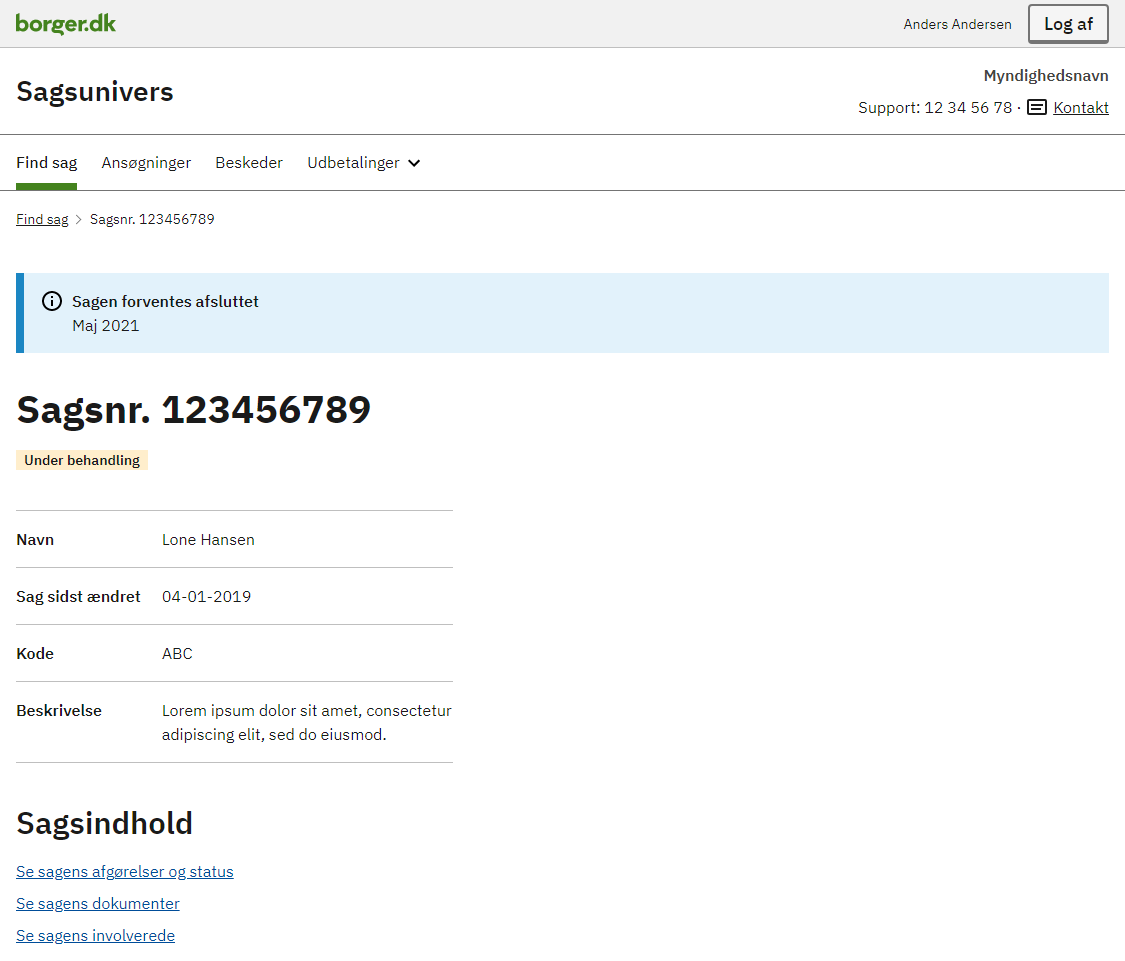 borger.dk
Anders Andersen
Log af
Sagsunivers
Myndighedsnavn
Support: 12 34 56 78 · Kontakt
Find sag Ansøgninger Beskeder Udbetalinger
Find sag > Sagsnr. 123456789
Sagen forventes afsluttet
Maj 2021
Sagsnr. 123456789
Under behandling
Navn Lone Hansen
Sag sidst ændret 04-01-2019
Kode ABC
Beskrivelse Lorem ipsum dolor sit amet, consectetur
adipiscing elit, sed do eiusmod.
Sagsindhold
Se sagens afgørelser og status
Se sagens dokumenter
Se sagens involverede